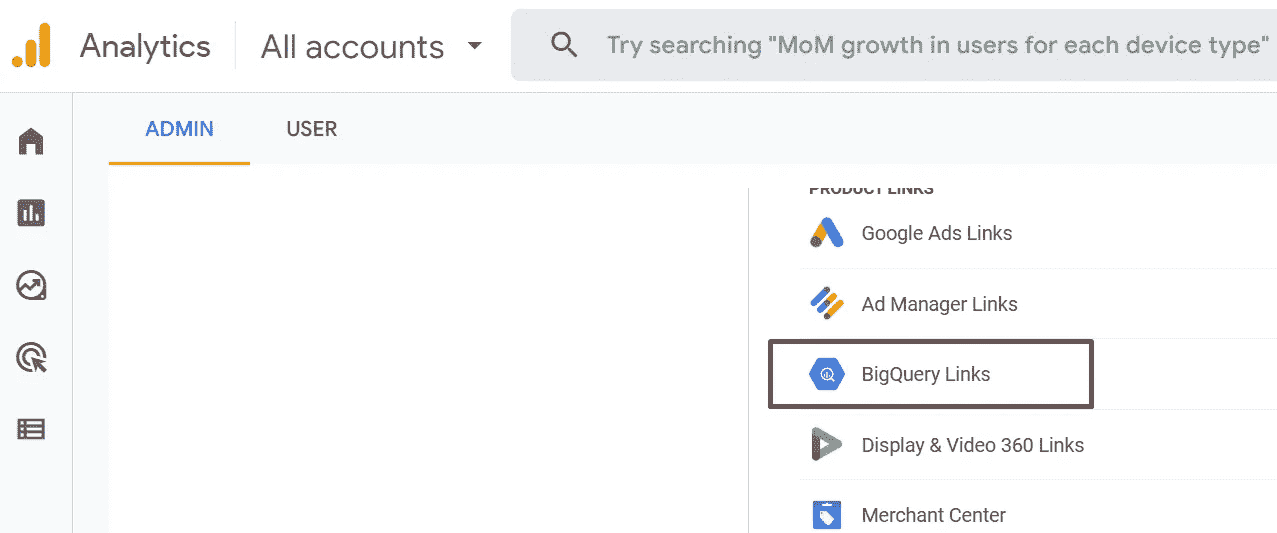 Analytics
All accounts
Try searching "MoM growth in users for each device type"
ADMIN
USER
PRODUCT LINKS
Google Ads Links
Ad Manager Links
BigQuery Links
Display & Video 360 Links
Merchant Center